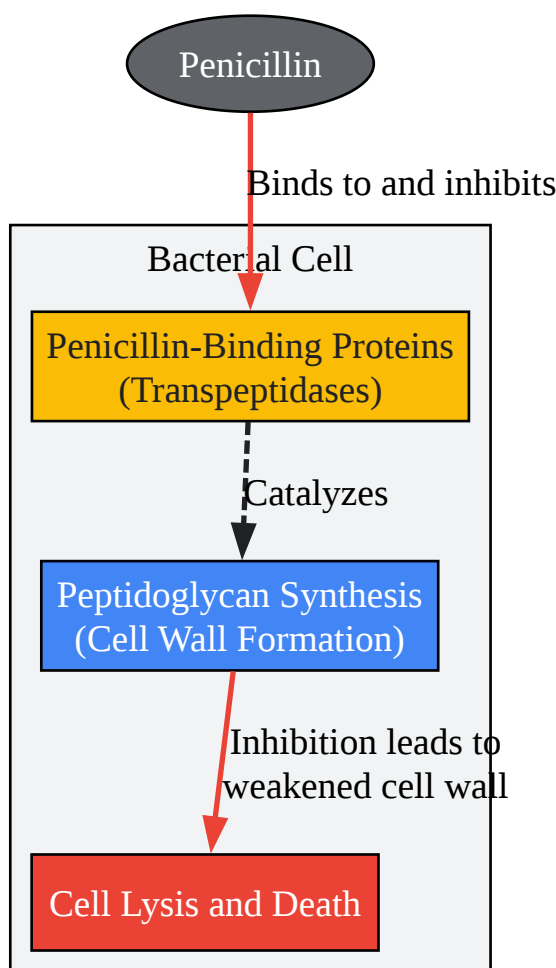 Penicillin
Binds to and inhibits
Bacterial Cell
Penicillin-Binding Proteins
(Transpeptidases)
Catalyzes
Peptidoglycan Synthesis
(Cell Wall Formation)
Inhibition leads to
weakened cell wall
Cell Lysis and Death